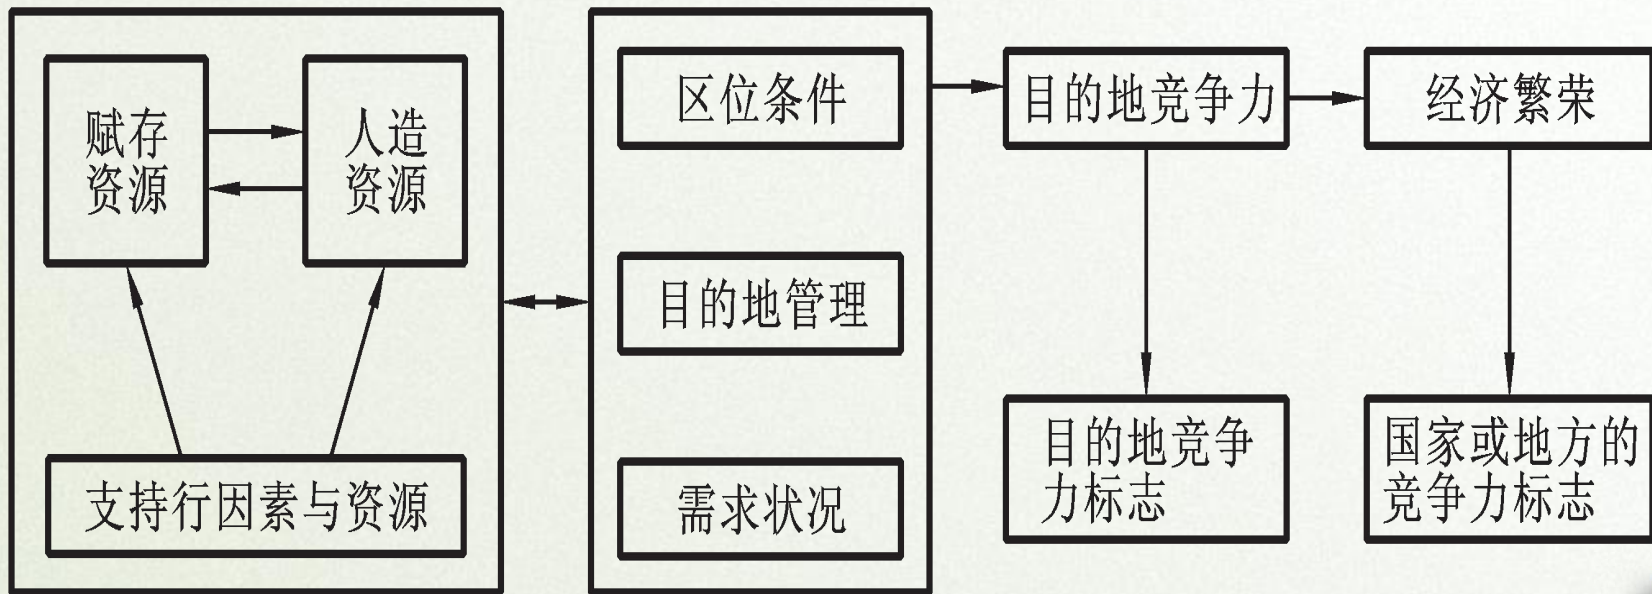 赋存
资源
人造
资源
支持行因素与资源
区位条件
目的地管理
需求状况
目的地竞争力
经济繁荣
目的地竞争
力标志
国家或地方的
竞争力标志